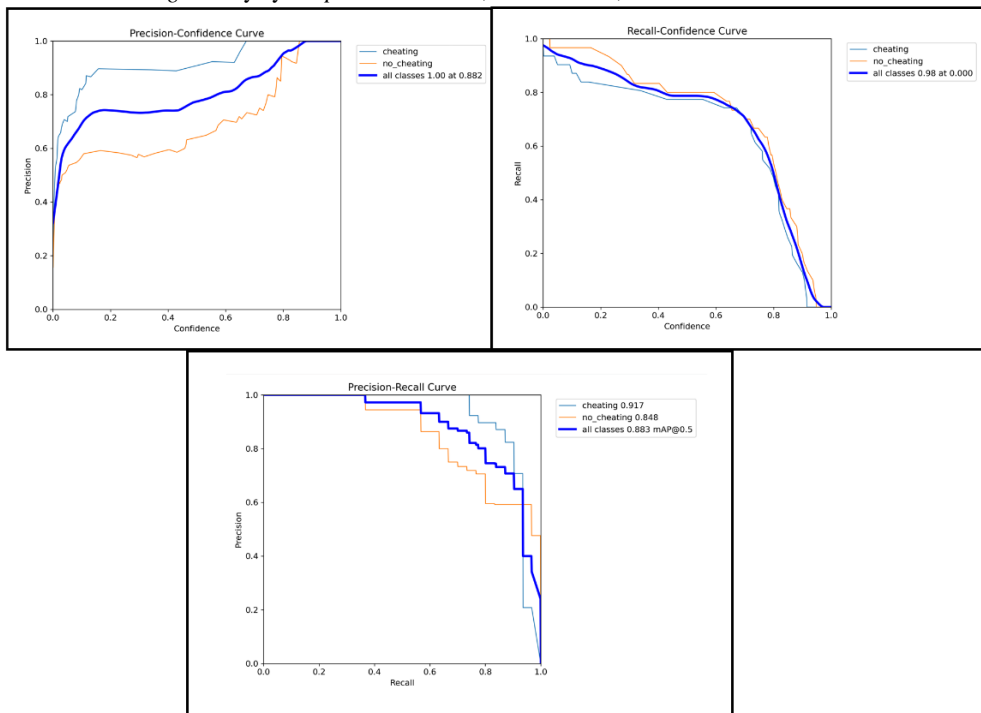 Precision-Confidence Curve
cheating
no_cheating
all classes 1.00 at 0.882
1.0
0.8
0.6
0.4
0.2
0.0
Precision
0.0 0.2 0.4 0.6 0.8 1.0
Confidence
Recall-Confidence Curve
cheating
no_cheating
all classes 0.98 at 0.000
1.0
0.8
0.6
0.4
0.2
0.0
Recall
0.0 0.2 0.4 0.6 0.8 1.0
Confidence
Precision-Recall Curve
cheating 0.917
no_cheating 0.848
all classes 0.883 mAP@0.5
1.0
0.8
0.6
0.4
0.2
0.0
Precision
0.0 0.2 0.4 0.6 0.8 1.0
Recall